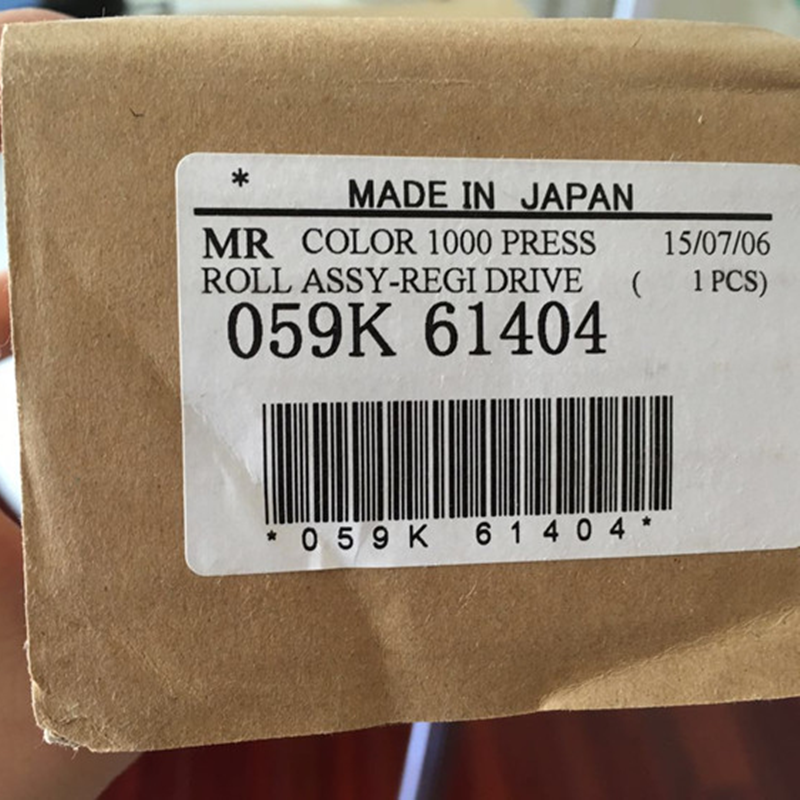 *
MADE IN JAPAN
MR COLOR 1000 PRESS 15/07/06
ROLL ASSY-REGI DRIVE ( 1 PCS)
059K 61404
*059K 61404*